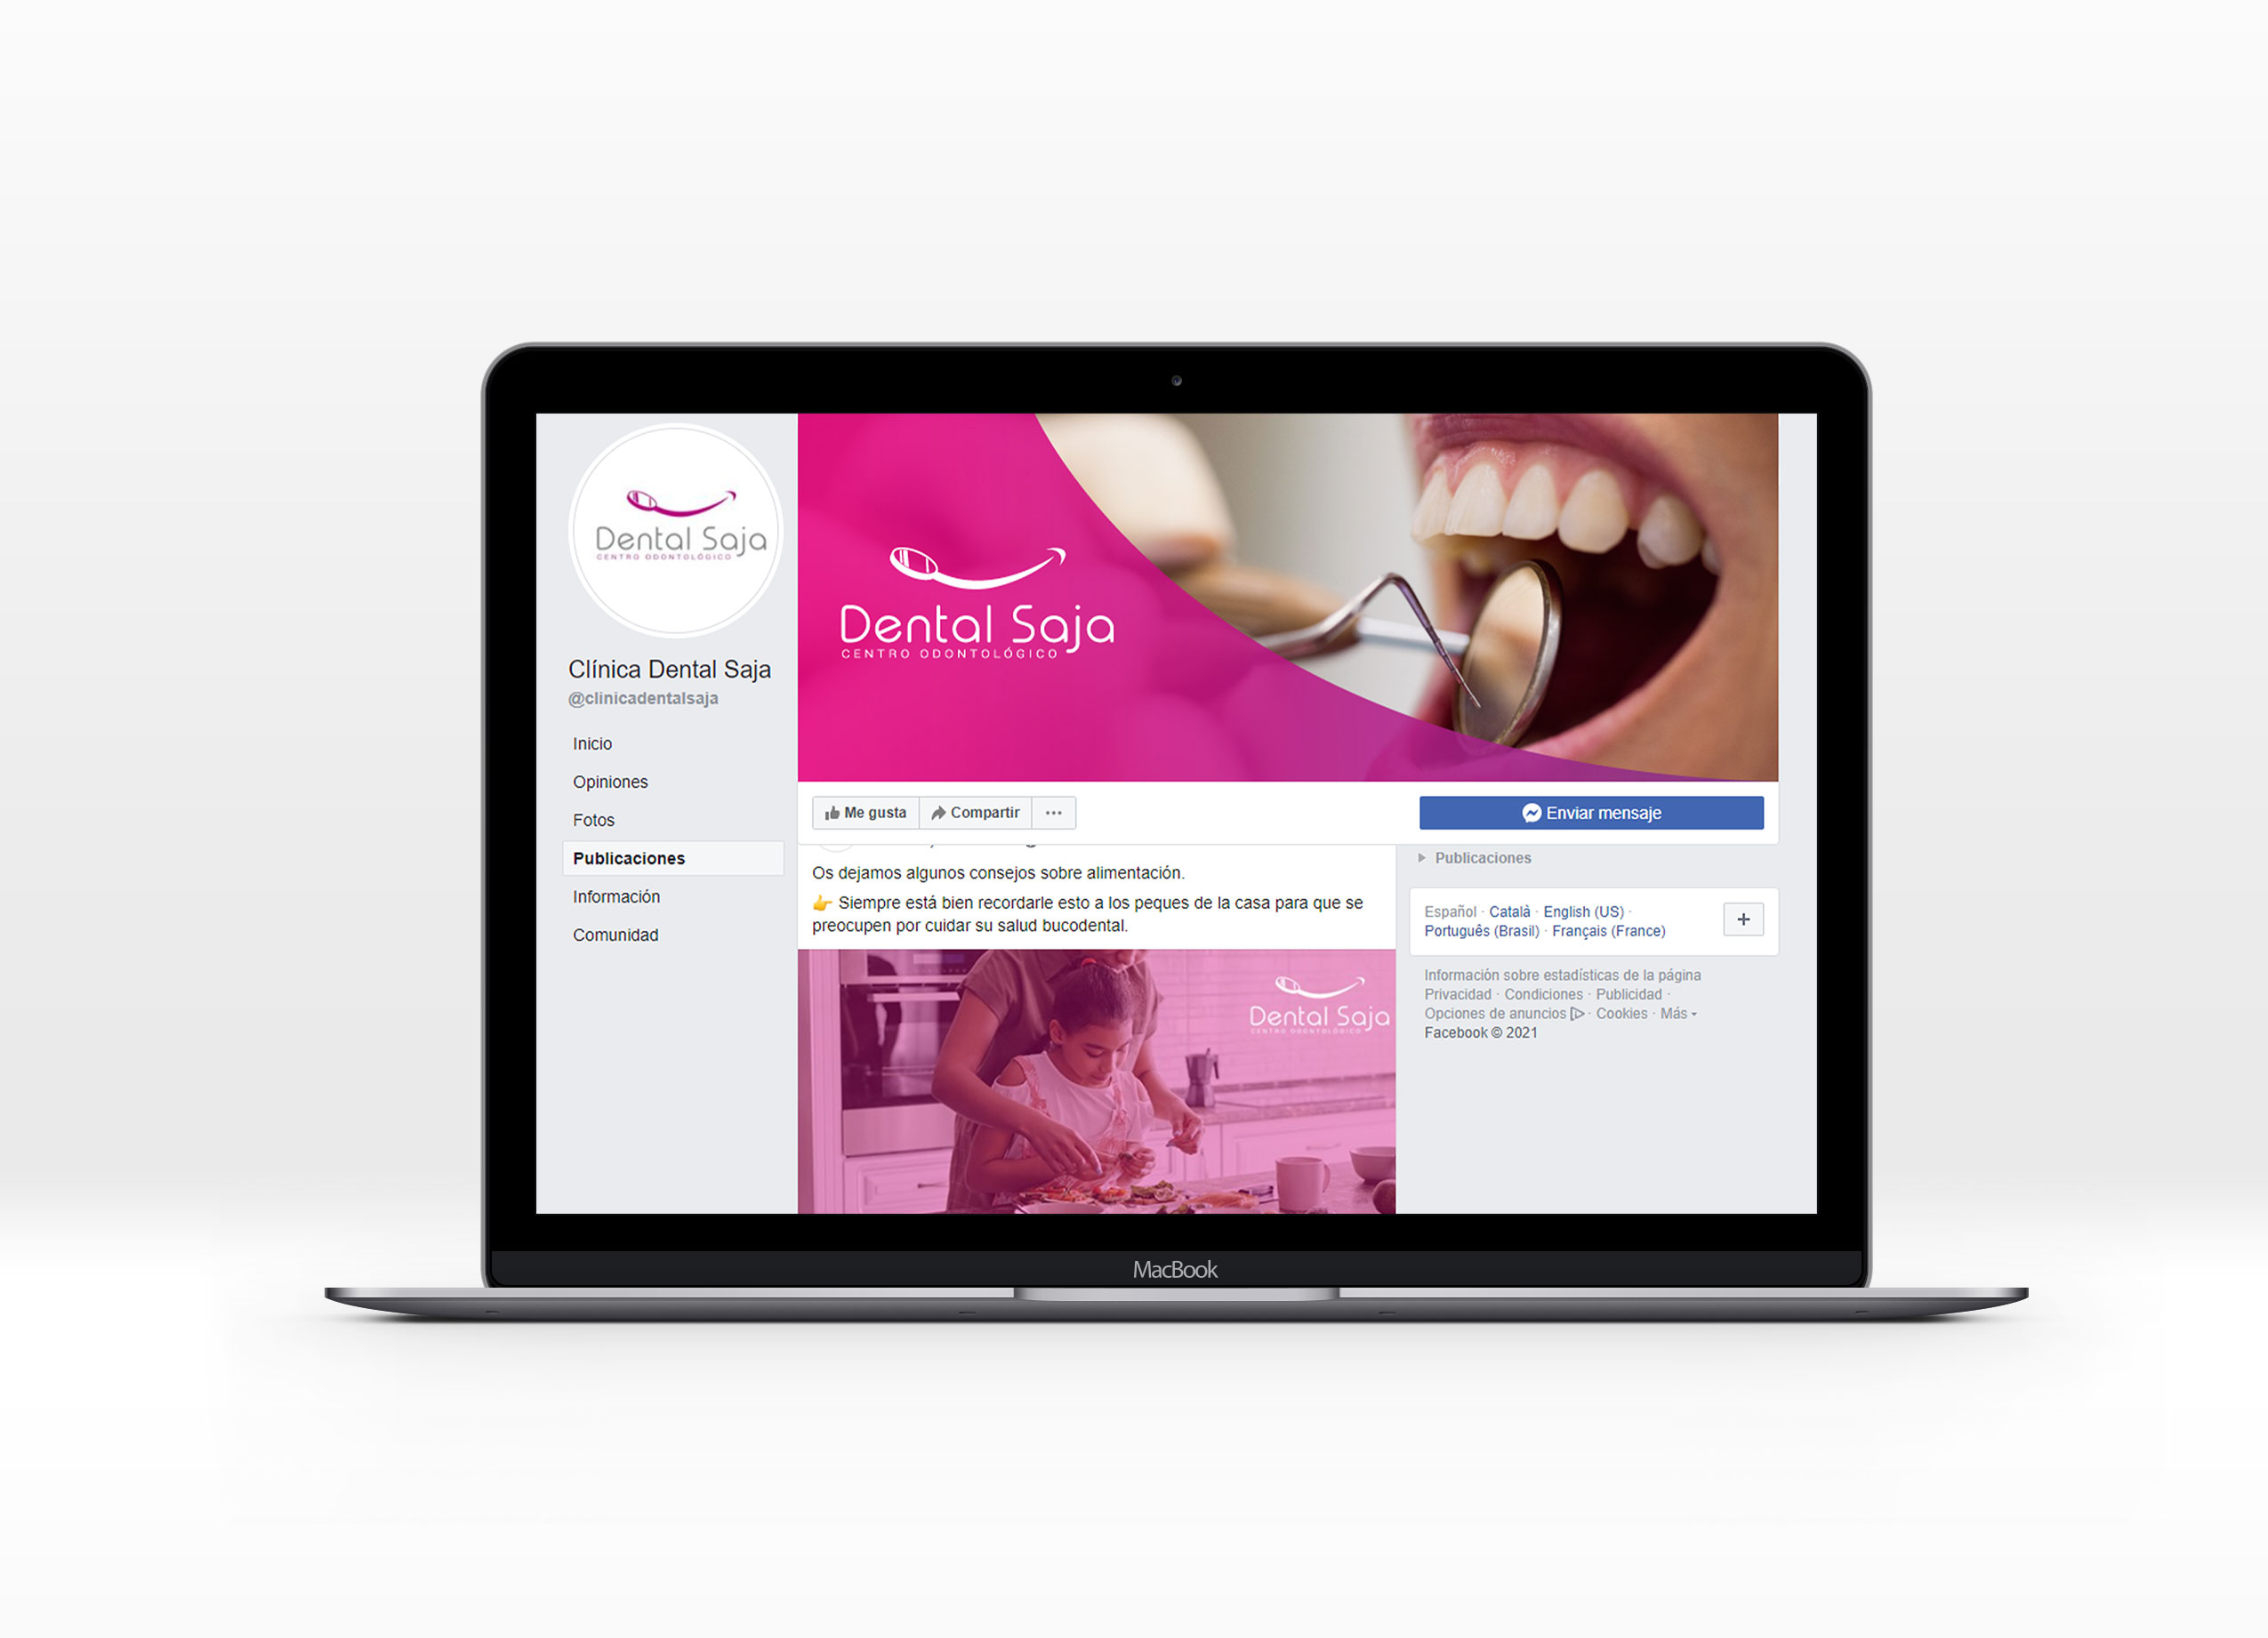 Dental Saja
CENTRO ODONTOLÓGICO
Clínica Dental Saja
@clinicadentalsaja
Inicio
Opiniones
Fotos
Publicaciones
Información
Comunidad
Dental Saja
CENTRO ODONTOLÓGICO
Me gusta
Compartir
Enviar mensaje
Os dejamos algunos consejos sobre alimentación.
👉 Siempre está bien recordarle esto a los peques de la casa para que se
preocupen por cuidar su salud bucodental.
Dental Saja
CENTRO ODONTOLÓGICO
Publicaciones
Español · Català · English (US) ·
Português (Brasil) · Français (France)
Información sobre estadísticas de la página
Privacidad · Condiciones · Publicidad ·
Opciones de anuncios · Cookies · Más
Facebook © 2021
MacBook